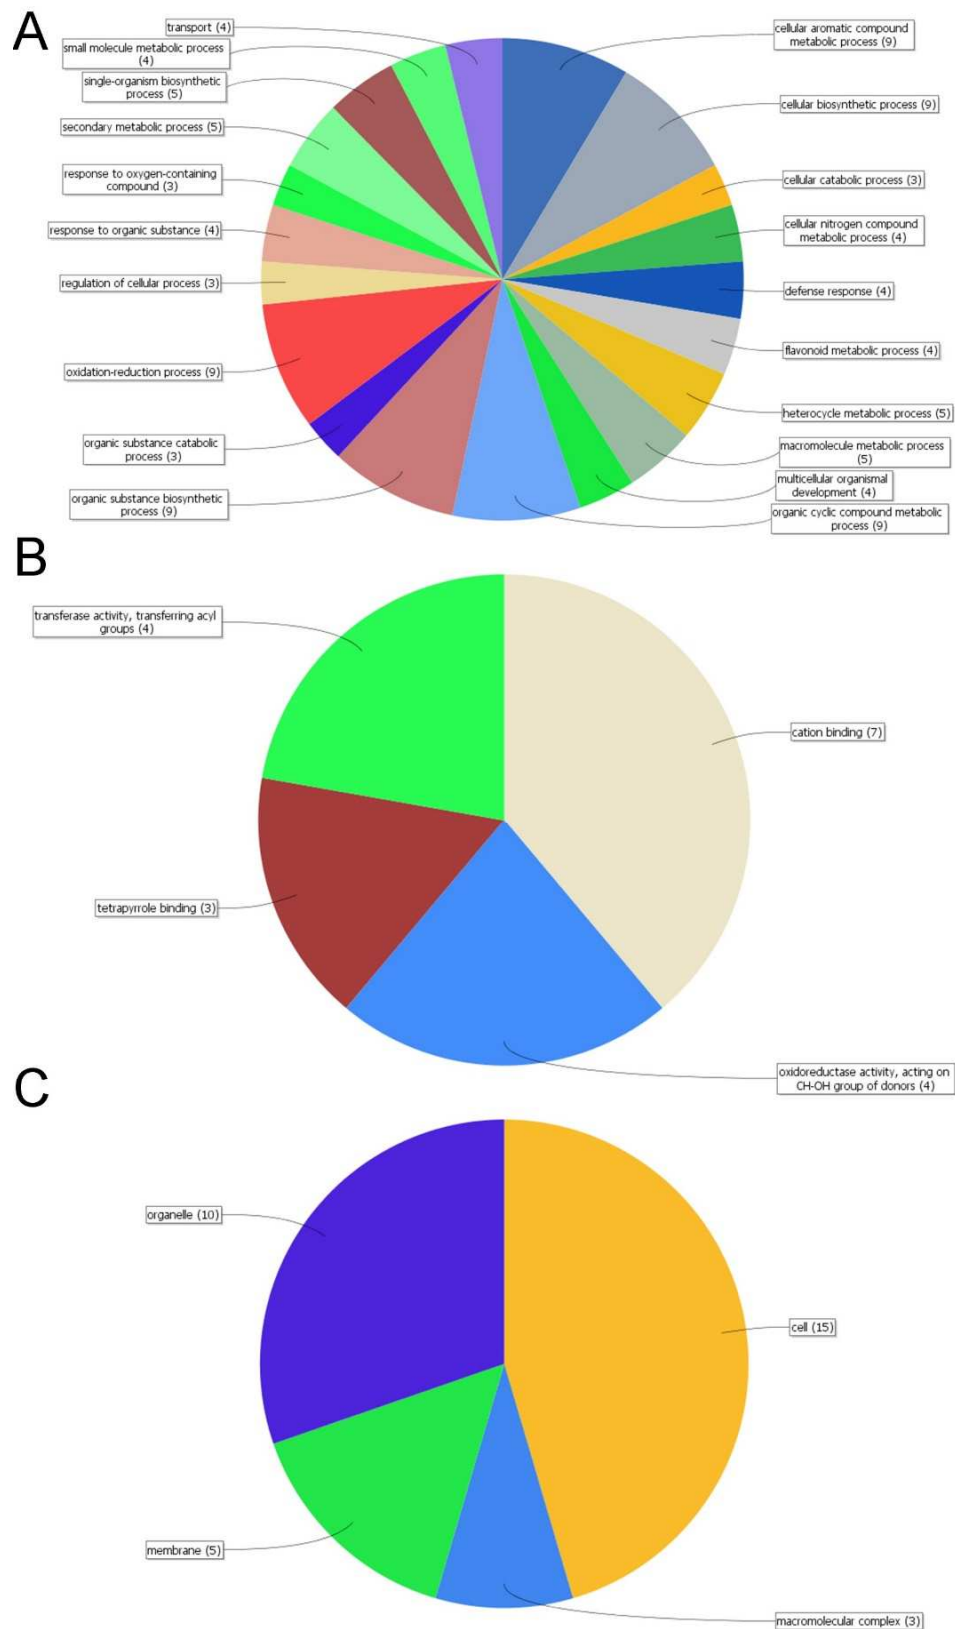 A
transport (4)
small molecule metabolic process
(4)
single-organism biosynthetic
process (5)
secondary metabolic process (5)
response to oxygen-containing
compound (3)
response to organic substance (4)
regulation of cellular process (3)
oxidation-reduction process (9)
organic substance catabolic
process (3)
organic substance biosynthetic
process (9)
cellular aromatic compound
metabolic process (9)
cellular biosynthetic process (9)
cellular catabolic process (3)
cellular nitrogen compound
metabolic process (4)
defense response (4)
flavonoid metabolic process (4)
heterocycle metabolic process (5)
macromolecule metabolic process
(5)
multicellular organismal
development (4)
organic cyclic compound metabolic
process (9)
B
transferase activity, transferring acyl
groups (4)
tetrapyrrole binding (3)
cation binding (7)
oxidoreductase activity, acting on
CH-OH group of donors (4)
C
organelle (10)
membrane (5)
cell (15)
macromolecular complex (3)